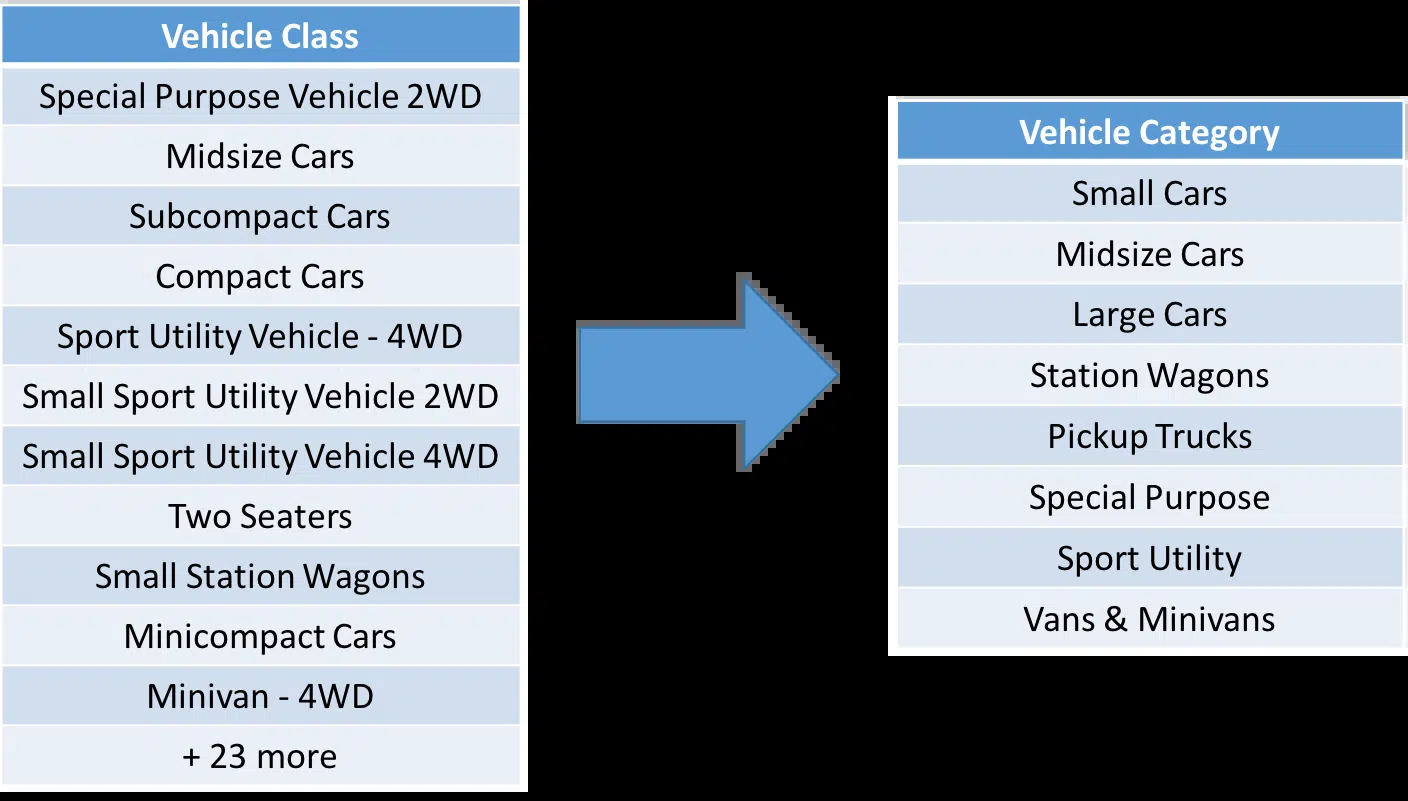 Vehicle Class
Special Purpose Vehicle 2WD
Midsize Cars
Subcompact Cars
Compact Cars
Sport Utility Vehicle - 4WD
Small Sport Utility Vehicle 2WD
Small Sport Utility Vehicle 4WD
Two Seaters
Small Station Wagons
Minicompact Cars
Minivan - 4WD
+ 23 more
Vehicle Category
Small Cars
Midsize Cars
Large Cars
Station Wagons
Pickup Trucks
Special Purpose
Sport Utility
Vans & Minivans